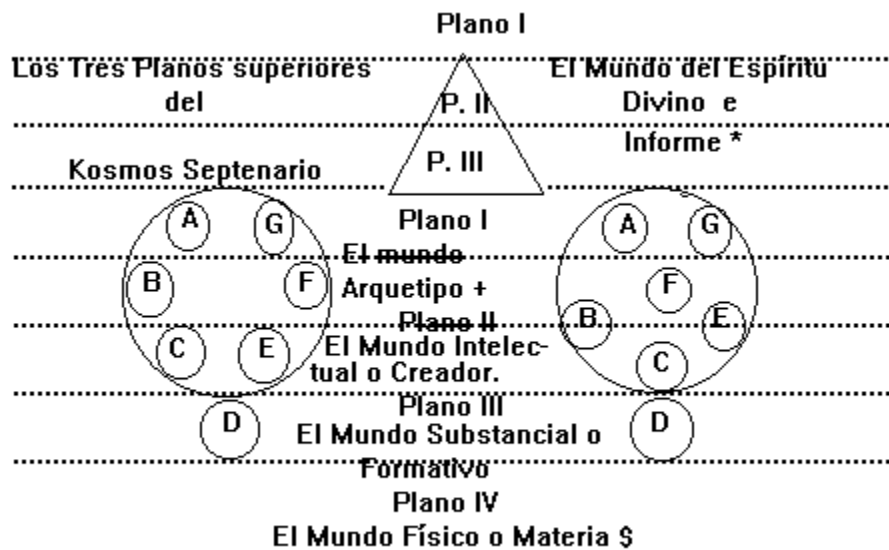 Plano I
Los Tres Planos superiores
del
Kosmos Septenario
P. II
P. III
El Mundo del Espíritu
Divino e
Informe *
A
G
B
F
C
E
D
Plano I
El mundo
Arquetipo +
Plano II
El Mundo Intelec-
tual o Creador.
Plano III
El Mundo Substancial o
Formativo
Plano IV
El Mundo Físico o Materia $
A
G
F
B
E
C
D